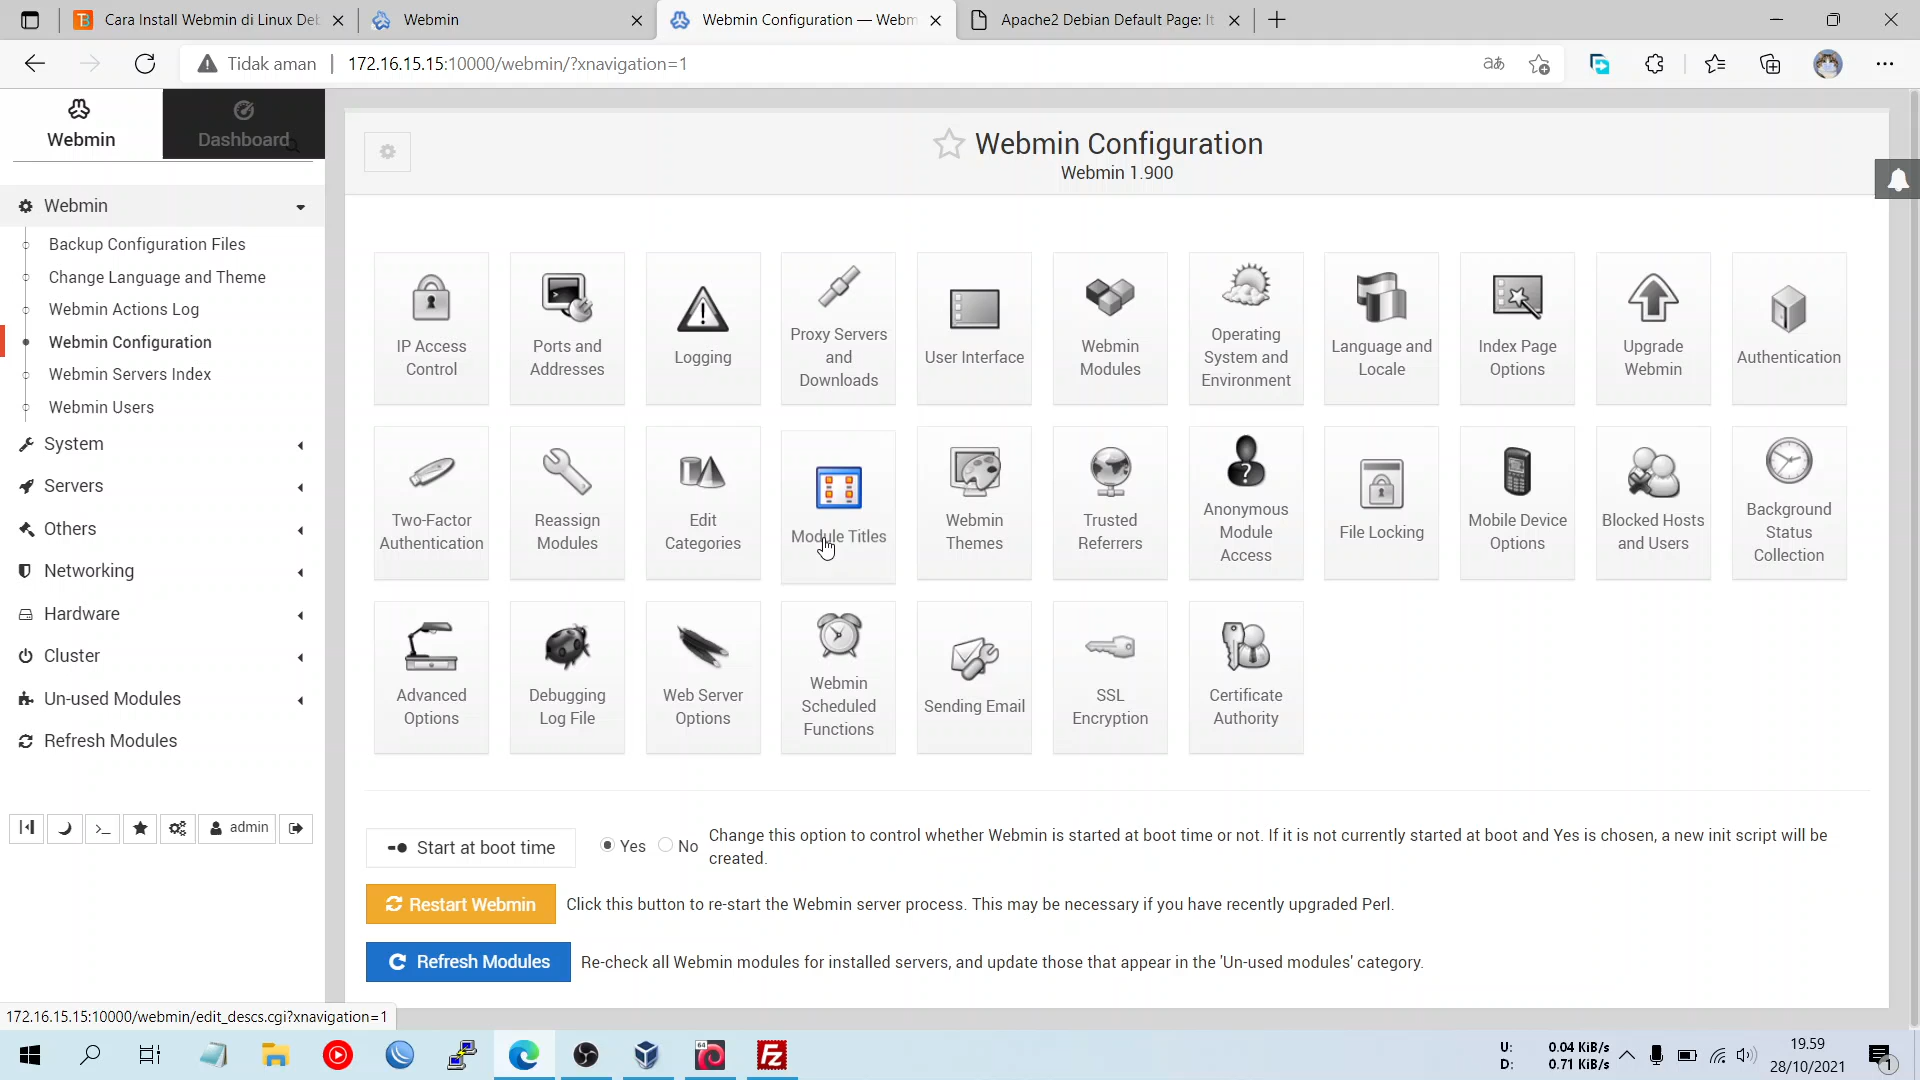 Cara Install Webmin di Linux Deb
Webmin
Webmin Configuration — Webm
Apache2 Debian Default Page: It
Tidak aman
172.16.15.15:10000/webmin/?xnavigation=1
Webmin
Dashboard
Webmin
Backup Configuration Files
Change Language and Theme
Webmin Actions Log
Webmin Configuration
Webmin Servers Index
Webmin Users
System
Servers
Others
Networking
Hardware
Cluster
Un-used Modules
Refresh Modules
admin
Webmin Configuration
Webmin 1.900
IP Access
Control
Ports and
Addresses
Logging
Proxy Servers
and
Downloads
User Interface
Webmin
Modules
Operating
System and
Environment
Language and
Locale
Index Page
Options
Upgrade
Webmin
Authentication
Two-Factor
Authentication
Reassign
Modules
Edit
Categories
Module Titles
Webmin
Themes
Trusted
Referrers
Anonymous
Module
Access
File Locking
Mobile Device
Options
Blocked Hosts
and Users
Background
Status
Collection
Advanced
Options
Debugging
Log File
Web Server
Options
Webmin
Scheduled
Functions
Sending Email
SSL
Encryption
Certificate
Authority
Start at boot time
Yes
No
Change this option to control whether Webmin is started at boot time or not. If it is not currently started at boot and Yes is chosen, a new init script will be
created.
Restart Webmin
Click this button to re-start the Webmin server process. This may be necessary if you have recently upgraded Perl.
Refresh Modules
Re-check all Webmin modules for installed servers, and update those that appear in the 'Un-used modules' category.
172.16.15.15:10000/webmin/edit_descs.cgi?xnavigation=1
U: 0.04 KiB/s
D: 0.71 KiB/s
19.59
28/10/2021
1